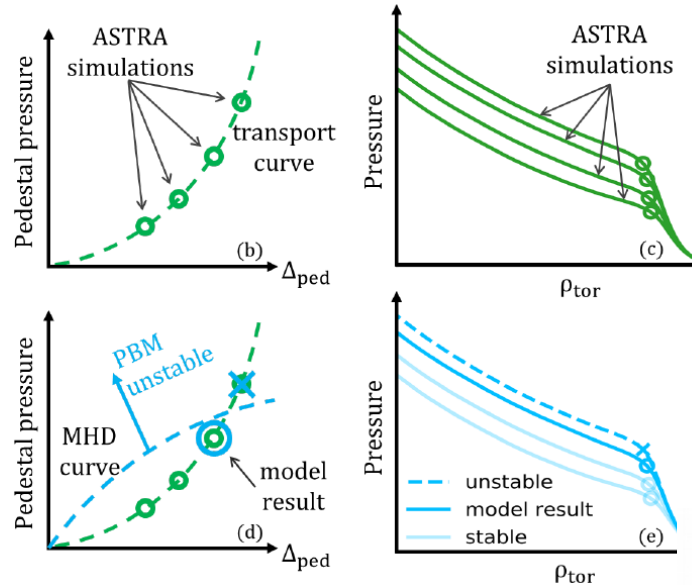 ASTRA
simulations
transport
curve
Pedestal pressure
(b)
Δped
ASTRA
simulations
Pressure
(c)
ρtor
PBM
unstable
MHD
curve
model
result
Pedestal pressure
(d)
Δped
Pressure
unstable
model result
stable
(e)
ρtor